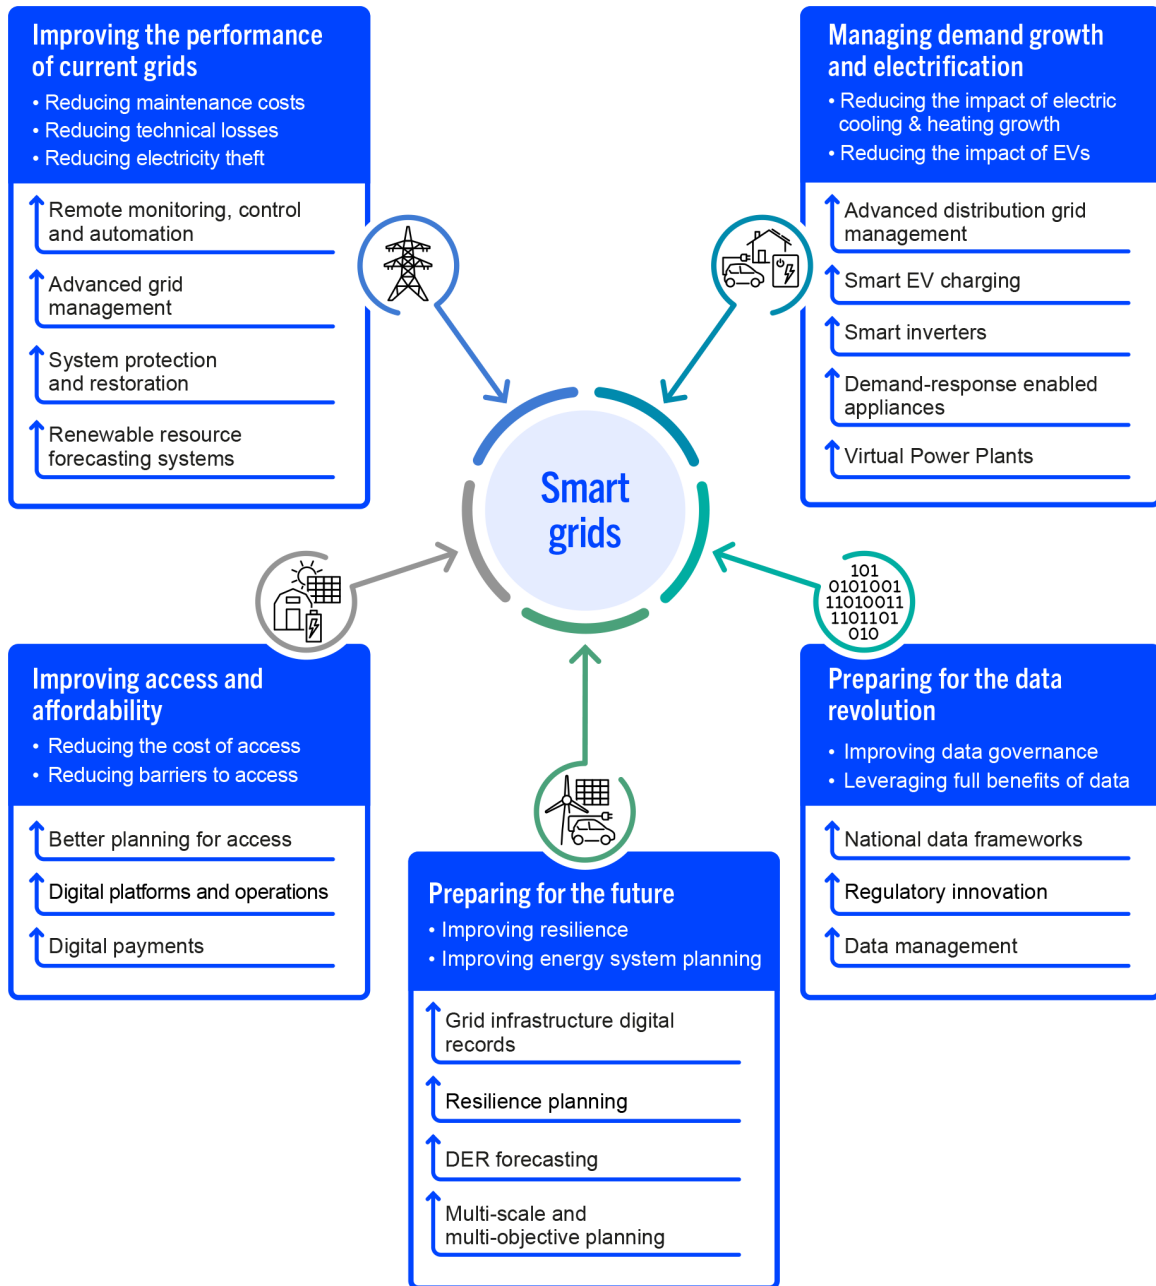 Improving the performance
of current grids
• Reducing maintenance costs
• Reducing technical losses
• Reducing electricity theft
Remote monitoring, control
and automation
Advanced grid
management
System protection
and restoration
Renewable resource
forecasting systems
Managing demand growth
and electrification
• Reducing the impact of electric
cooling & heating growth
• Reducing the impact of EVs
Advanced distribution grid
management
Smart EV charging
Smart inverters
Demand-response enabled
appliances
Virtual Power Plants
Smart
grids
Improving access and
affordability
• Reducing the cost of access
• Reducing barriers to access
Better planning for access
Digital platforms and operations
Digital payments
101
0101001
11010011
1101101
010
Preparing for the data
revolution
• Improving data governance
• Leveraging full benefits of data
National data frameworks
Regulatory innovation
Data management
Preparing for the future
• Improving resilience
• Improving energy system planning
Grid infrastructure digital
records
Resilience planning
DER forecasting
Multi-scale and
multi-objective planning